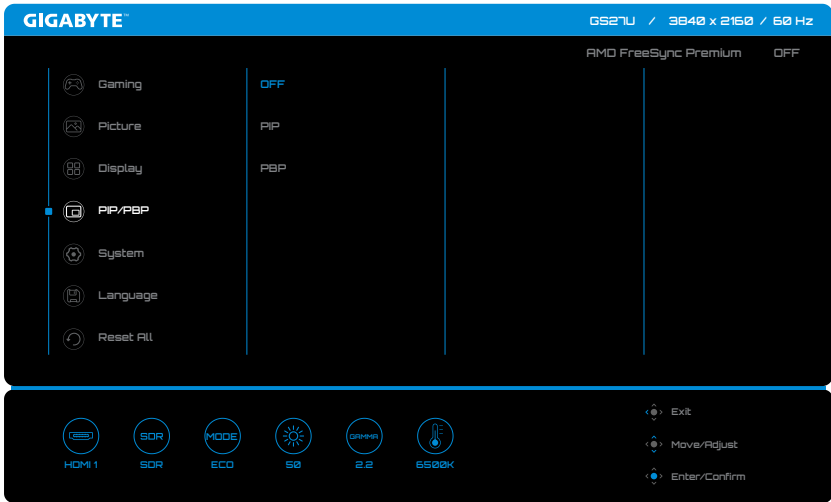 GIGABYTE™ GS27U / 3840 x 2160 / 60 Hz
AMD FreeSync Premium OFF
Gaming OFF
Picture PIP
Display PBP
PIP/PBP
System
Language
Reset All
Exit
SDR MODE GAMMA
Move/Adjust
HDMI 1 SDR ECO 50 2.2 6500K
Enter/Confirm